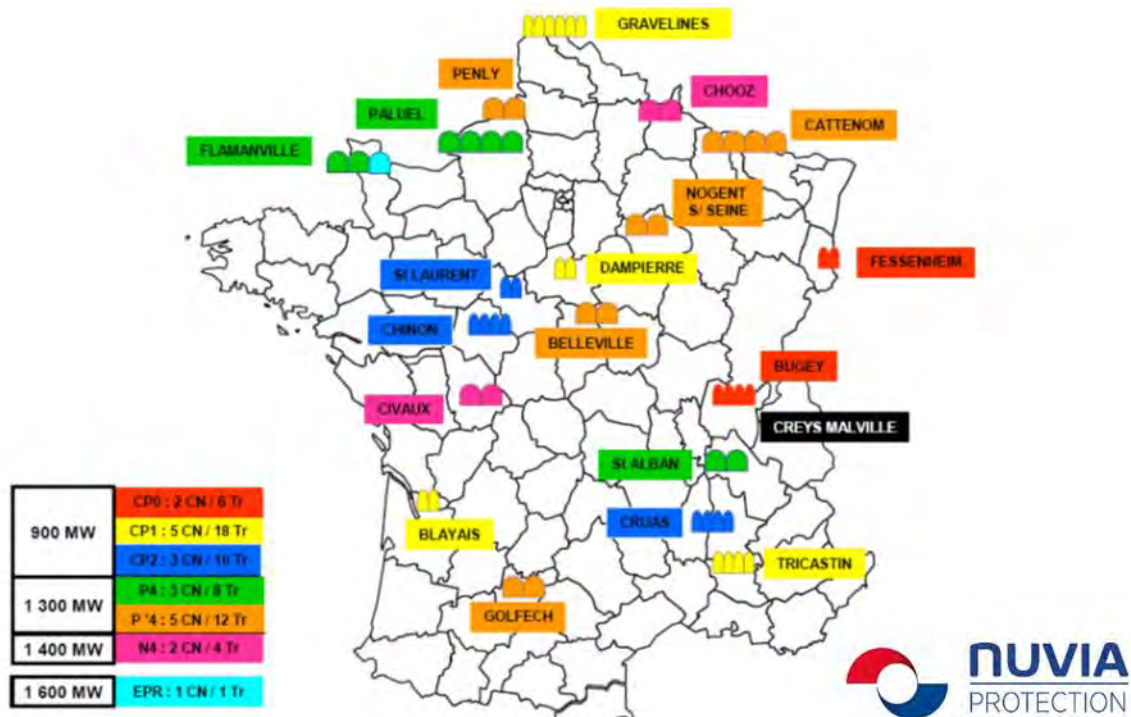 GRAVELINES
PENLY
CHOOZ
PALUEL
CATTENOM
FLAMANVILLE
NOGENT
S/ SEINE
FESSENHEIM
DAMPIERRE
St LAURENT
CHINON
BELLEVILLE
BUGEY
CIVAUX
CREYS MALVILLE
St ALBAN
BLAYAIS
CRUAS
TRICASTIN
GOLFECH
900 MW
CP0 : 2 CN / 6 Tr
CP1 : 5 CN / 18 Tr
CP2 : 3 CN / 10 Tr
1 300 MW
P4 : 3 CN / 8 Tr
P '4 : 5 CN / 12 Tr
1 400 MW
N4 : 2 CN / 4 Tr
1 600 MW
EPR : 1 CN / 1 Tr
NUVIA
PROTECTION